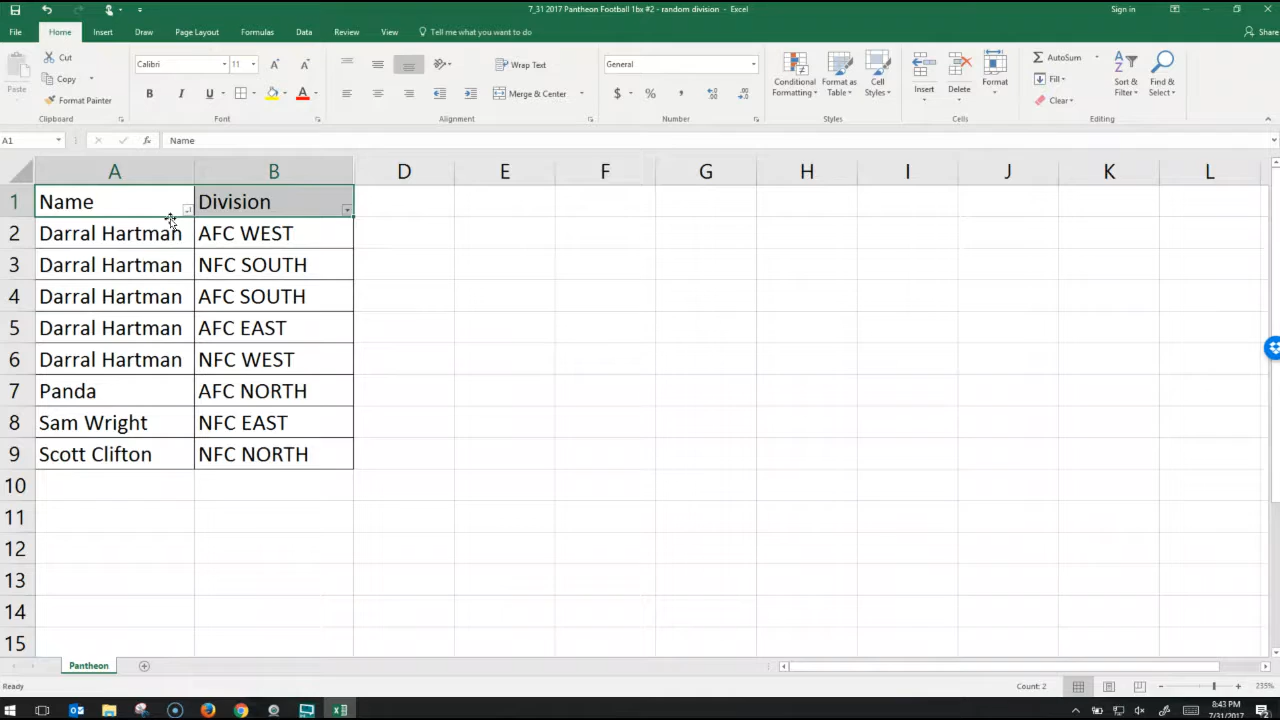 7_31 2017 Pantheon Football 1bx #2 - random division - Excel
Sign in
File Home Insert Draw Page Layout Formulas Data Review View Tell me what you want to do Share
Paste
Cut
Copy
Format Painter
Clipboard
Calibri 11
B I U A
Font
Wrap Text
Merge & Center
Alignment
General
$ % ,
Number
Conditional Formatting
Format as Table
Cell Styles
Styles
Insert
Delete
Format
Cells
AutoSum
Fill
Clear
Sort & Filter
Find & Select
Editing
A1 fx Name
A B D E F G H I J K L
1 Name Division
2 Darral Hartman AFC WEST
3 Darral Hartman NFC SOUTH
4 Darral Hartman AFC SOUTH
5 Darral Hartman AFC EAST
6 Darral Hartman NFC WEST
7 Panda AFC NORTH
8 Sam Wright NFC EAST
9 Scott Clifton NFC NORTH
10
11
12
13
14
15
Pantheon
Ready Count: 2 235%
8:43 PM
7/31/2017